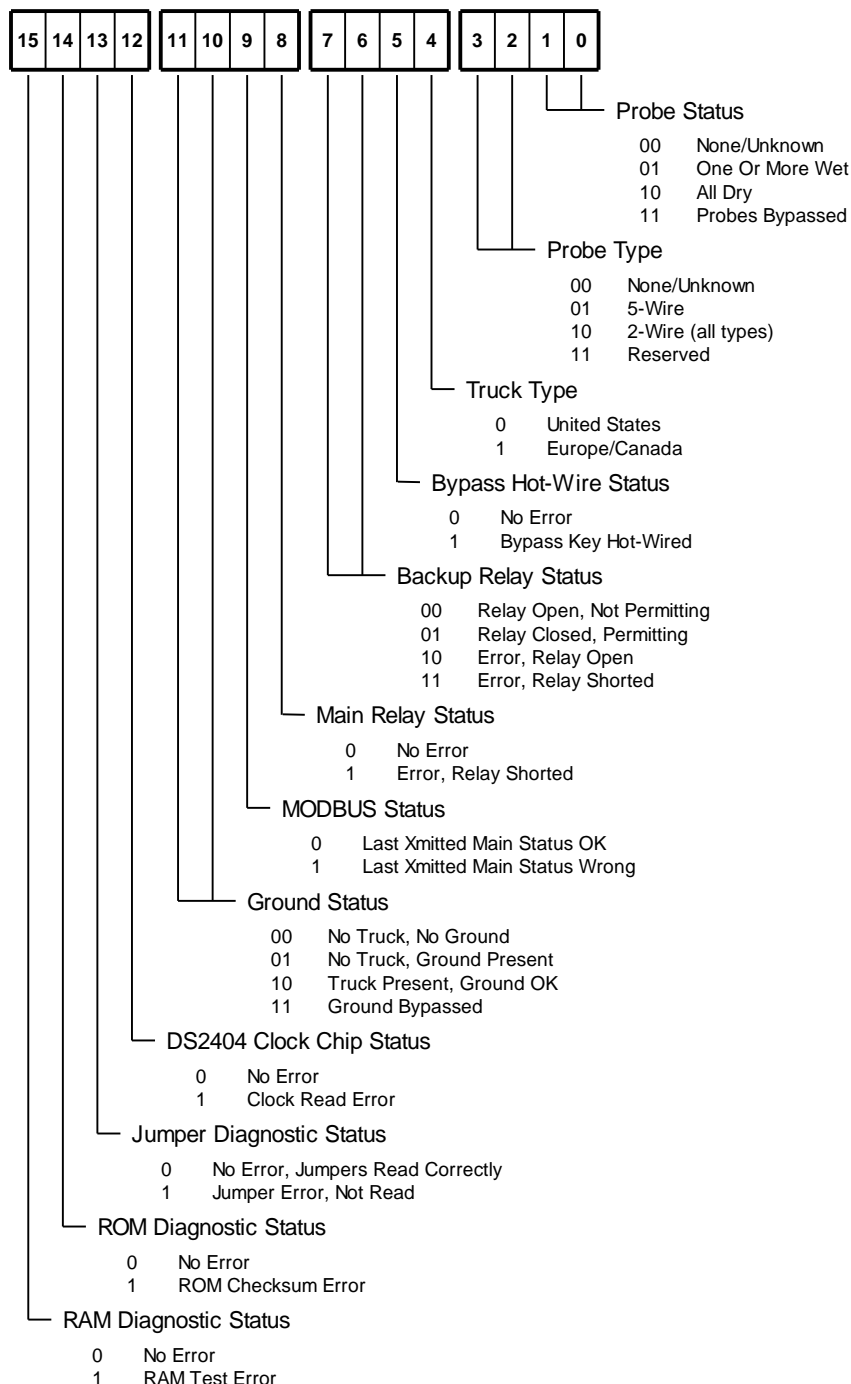 15 14 13 12 11 10 9 8 7 6 5 4 3 2 1 0
Probe Status
00 None/Unknown
01 One Or More Wet
10 All Dry
11 Probes Bypassed
Probe Type
00 None/Unknown
01 5-Wire
10 2-Wire (all types)
11 Reserved
Truck Type
0 United States
1 Europe/Canada
Bypass Hot-Wire Status
0 No Error
1 Bypass Key Hot-Wired
Backup Relay Status
00 Relay Open, Not Permitting
01 Relay Closed, Permitting
10 Error, Relay Open
11 Error, Relay Shorted
Main Relay Status
0 No Error
1 Error, Relay Shorted
MODBUS Status
0 Last Xmitted Main Status OK
1 Last Xmitted Main Status Wrong
Ground Status
00 No Truck, No Ground
01 No Truck, Ground Present
10 Truck Present, Ground OK
11 Ground Bypassed
DS2404 Clock Chip Status
0 No Error
1 Clock Read Error
Jumper Diagnostic Status
0 No Error, Jumpers Read Correctly
1 Jumper Error, Not Read
ROM Diagnostic Status
0 No Error
1 ROM Checksum Error
RAM Diagnostic Status
0 No Error
1 RAM Test Error